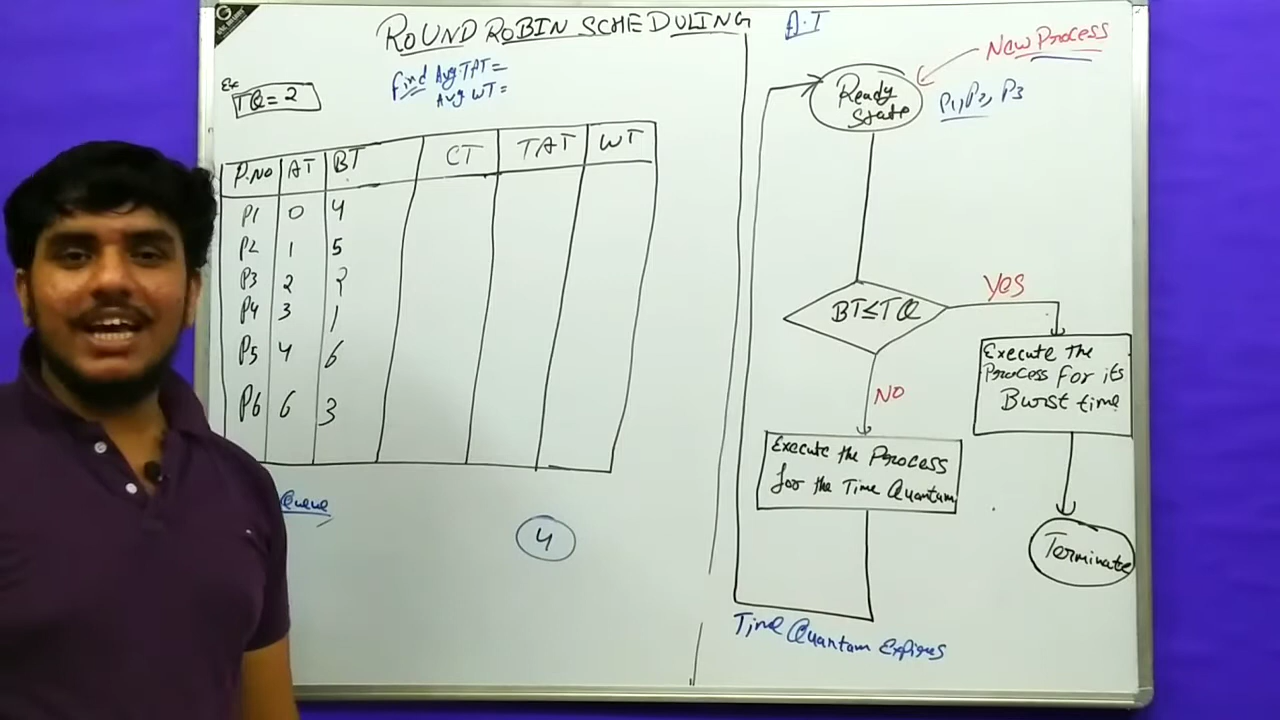 ROUND ROBIN SCHEDULING
Ex
TQ = 2
Find Avg.TAT =
Avg WT =
P.NO AT BT CT TAT WT
P1 0 4
P2 1 5
P3 2 2
P4 3 1
P5 4 6
P6 6 3
Queue
4
A.T
New Process
Ready State
P1, P2, P3
BT≤TQ
Yes
Execute The
Process for its
Burst time
NO
Execute the Process
for the Time Quantum
Terminate
Time Quantum Expires